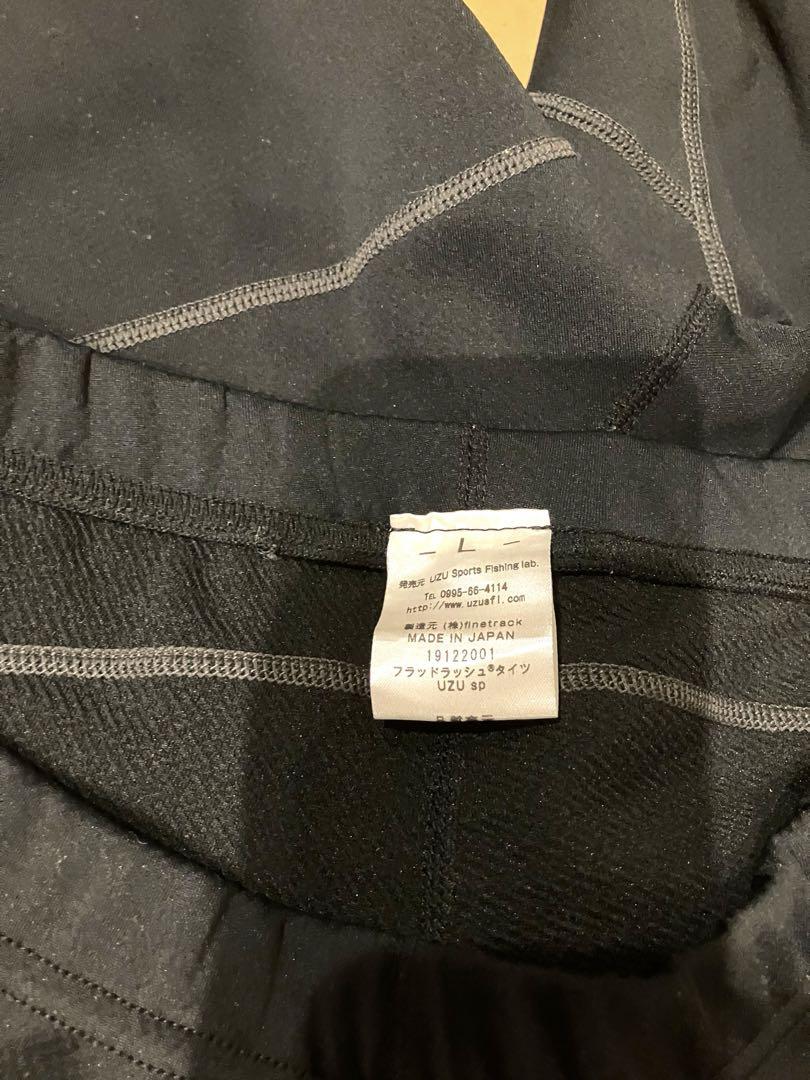 – L –
発売元 UZU Sports Fishing lab.
TEL 0995-66-4114
http://www.uzusfl.com
製造元 (株)finetrack
MADE IN JAPAN
19122001
フラッドラッシュ®タイツ
UZU sp